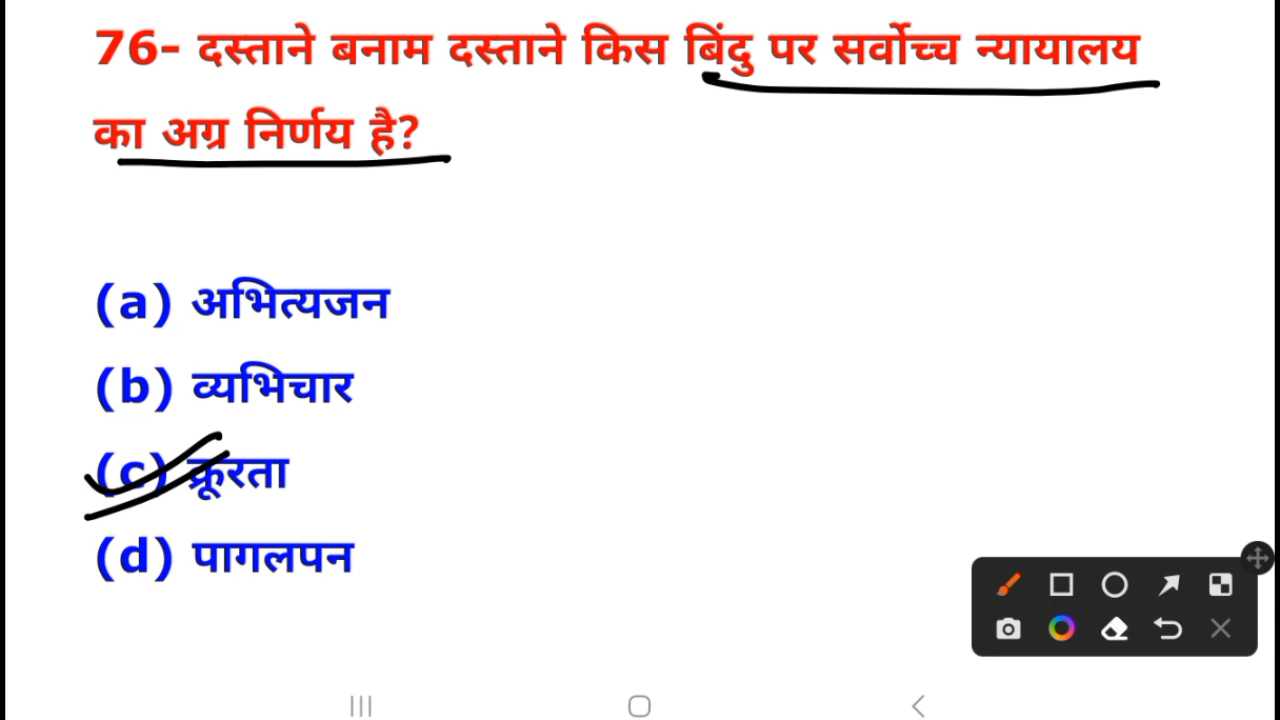 76- दस्ताने बनाम दस्ताने किस बिंदु पर सर्वोच्च न्यायालय
का अग्र निर्णय है?
(a) अभित्यजन
(b) व्यभिचार
(c) क्रूरता
(d) पागलपन